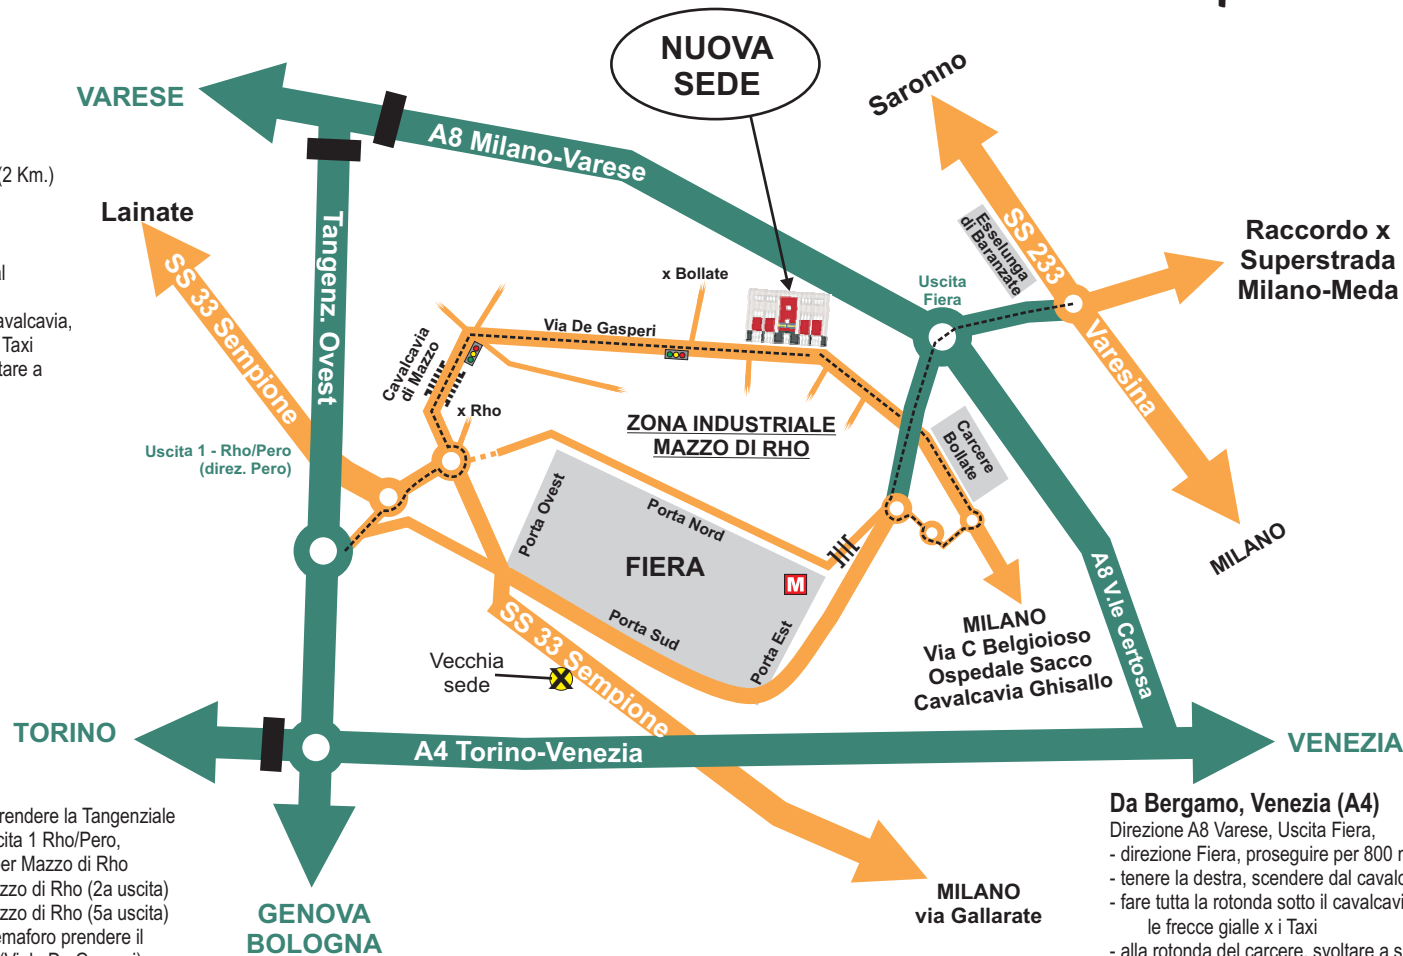 NUOVA
SEDE
VARESE
A8 Milano-Varese
Saronno
(2 Km.)
Lainate
Tangenz. Ovest
SS 33 Sempione
al
avalcavia,
Taxi
tare a
x Bollate
Via De Gasperi
Cavalcavia
di Mazzo
x Rho
Uscita
Fiera
Esselunga
di Baranzate
SS 233
Varesina
Raccordo x
Superstrada
Milano-Meda
ZONA INDUSTRIALE
MAZZO DI RHO
Carcere
Bollate
Uscita 1 - Rho/Pero
(direz. Pero)
Porta Ovest
Porta Nord
FIERA
M
Porta Sud
Porta Est
MILANO
A8 V.le Certosa
MILANO
Via C Belgioioso
Ospedale Sacco
Cavalcavia Ghisallo
SS 33 Sempione
Vecchia
sede
X
TORINO
A4 Torino-Venezia
VENEZIA
rendere la Tangenziale
cita 1 Rho/Pero,
er Mazzo di Rho
zzo di Rho (2a uscita)
zzo di Rho (5a uscita)
emaforo prendere il
GENOVA
BOLOGNA
MILANO
via Gallarate
Da Bergamo, Venezia (A4)
Direzione A8 Varese, Uscita Fiera,
- direzione Fiera, proseguire per 800 m
- tenere la destra, scendere dal cavalc
- fare tutta la rotonda sotto il cavalcavi
le frecce gialle x i Taxi
- alla rotonda del carcere, svoltare a s